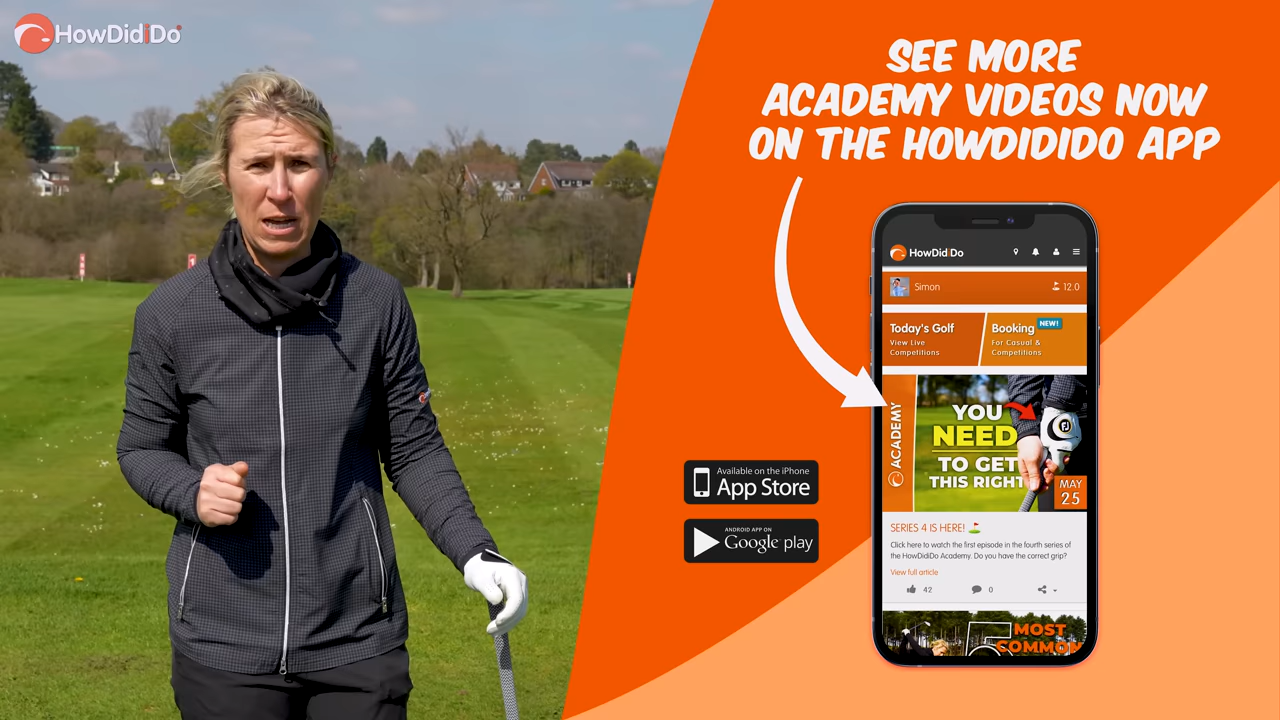 HowDidiDo
SEE MORE
ACADEMY VIDEOS NOW
ON THE HOWDIDIDO APP
HowDidiDo
Simon
12.0
Today's Golf
View Live
Competitions
Booking NEW!
For Casual &
Competitions
ACADEMY
YOU
NEED
TO GET
THIS RIGHT
MAY
25
SERIES 4 IS HERE!
Click here to watch the first episode in the fourth series of
the HowDidiDo Academy. Do you have the correct grip?
View full article
42
0
5 MOST
COMMON
Available on the iPhone
App Store
ANDROID APP ON
Google play